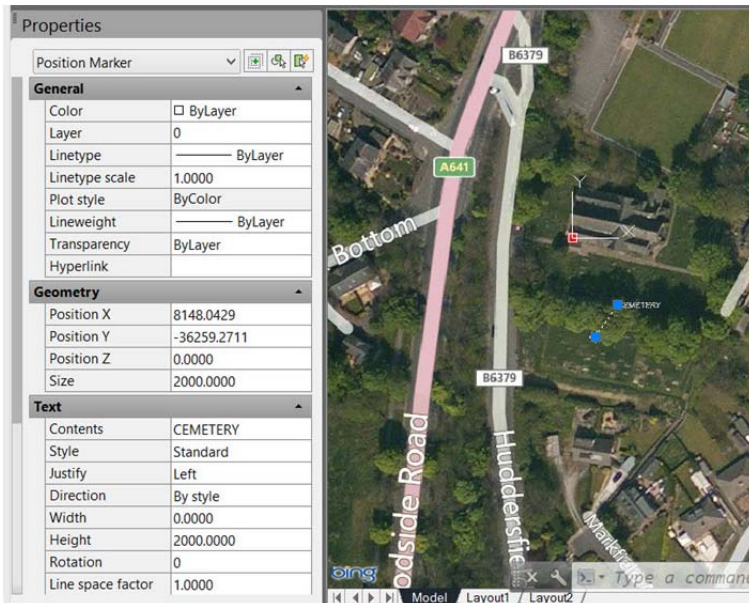 Properties
Position Marker
General
Color ByLayer
Layer 0
Linetype ByLayer
Linetype scale 1.0000
Plot style ByColor
Lineweight ByLayer
Transparency ByLayer
Hyperlink
Geometry
Position X 8148.0429
Position Y -36259.2711
Position Z 0.0000
Size 2000.0000
Text
Contents CEMETERY
Style Standard
Justify Left
Direction By style
Width 0.0000
Height 2000.0000
Rotation 0
Line space factor 1.0000
B6379
A641
Y
X
Bottom
CEMETERY
B6379
odside Road
Huddersfie
Markfie
bing
Type a command
Model Layout1 Layout2